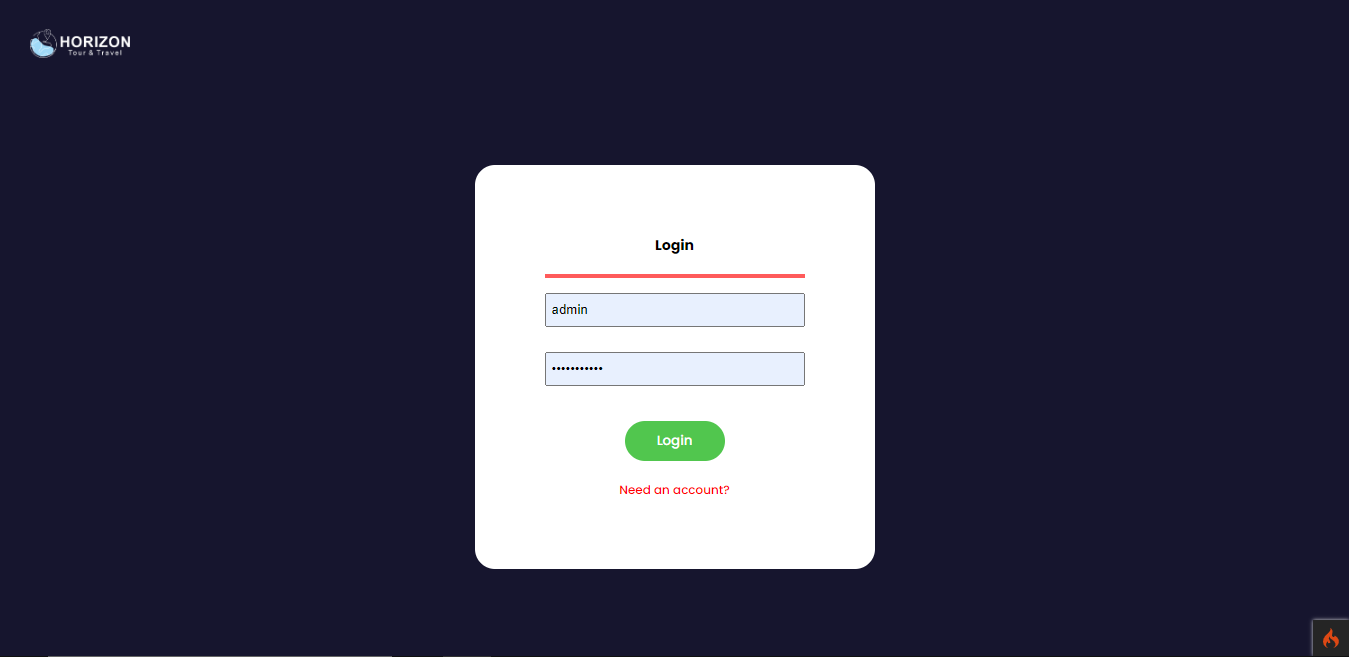 HORIZON
Tour & Travel
Login
admin
•••••••••••
Login
Need an account?